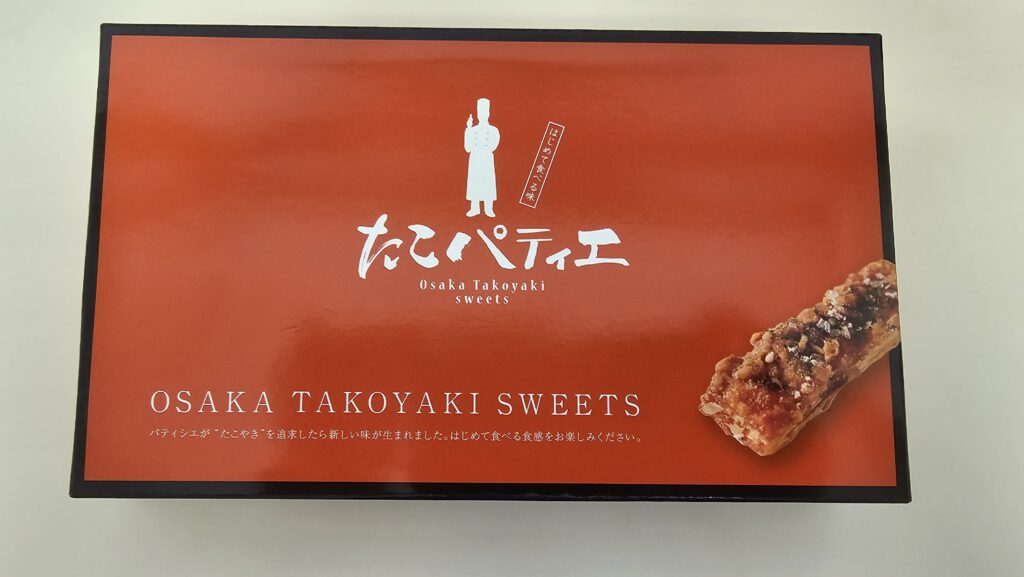 はじめて食べる味
たこパティエ
Osaka Takoyaki
sweets
OSAKA TAKOYAKI SWEETS
パティシエが“たこやき”を追求したら新しい味が生まれました。はじめて食べる食感をお楽しみください。